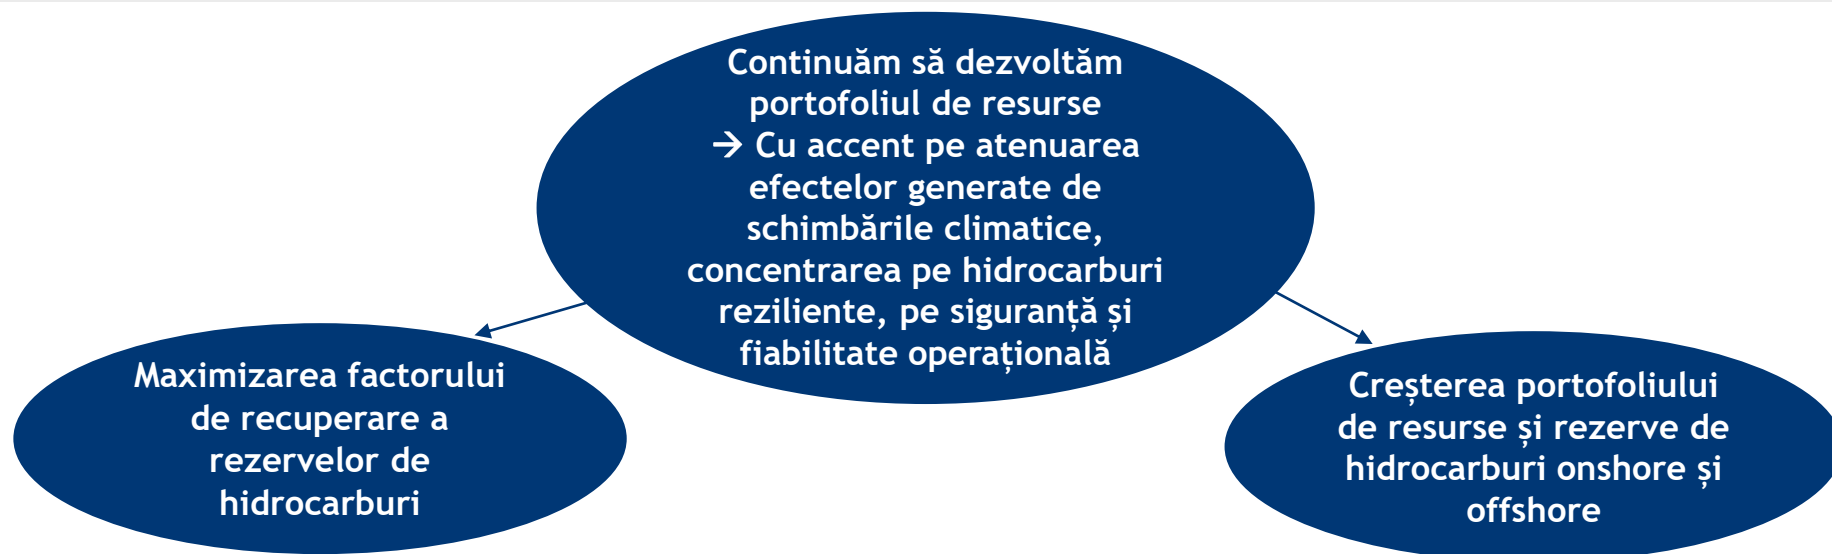 Continuăm să dezvoltăm
portofoliul de resurse
→ Cu accent pe atenuarea
efectelor generate de
schimbările climatice,
concentrarea pe hidrocarburi
reziliente, pe siguranță și
fiabilitate operațională
Maximizarea factorului
de recuperare a
rezervelor de
hidrocarburi
Creșterea portofoliului
de resurse și rezerve de
hidrocarburi onshore și
offshore